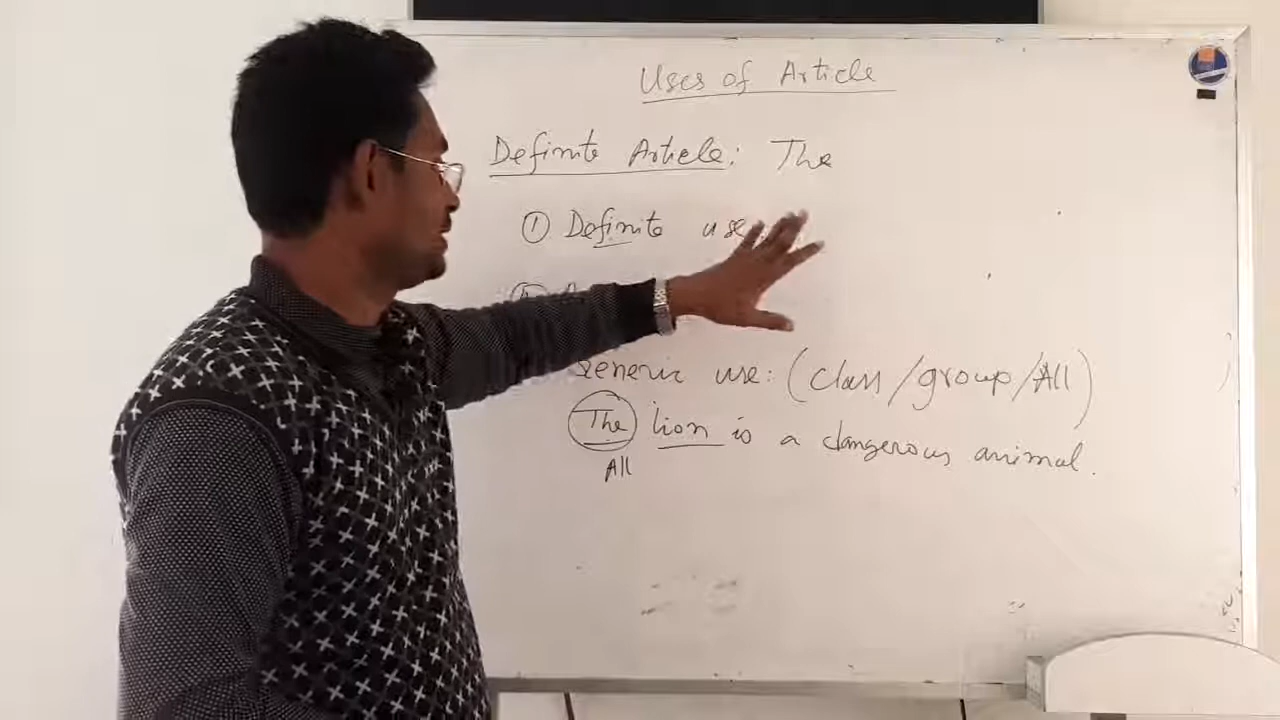 Uses of Article
Definite Article: The
① Definite use
Generic use: (class/group/All)
The lion is a dangerous animal.
All